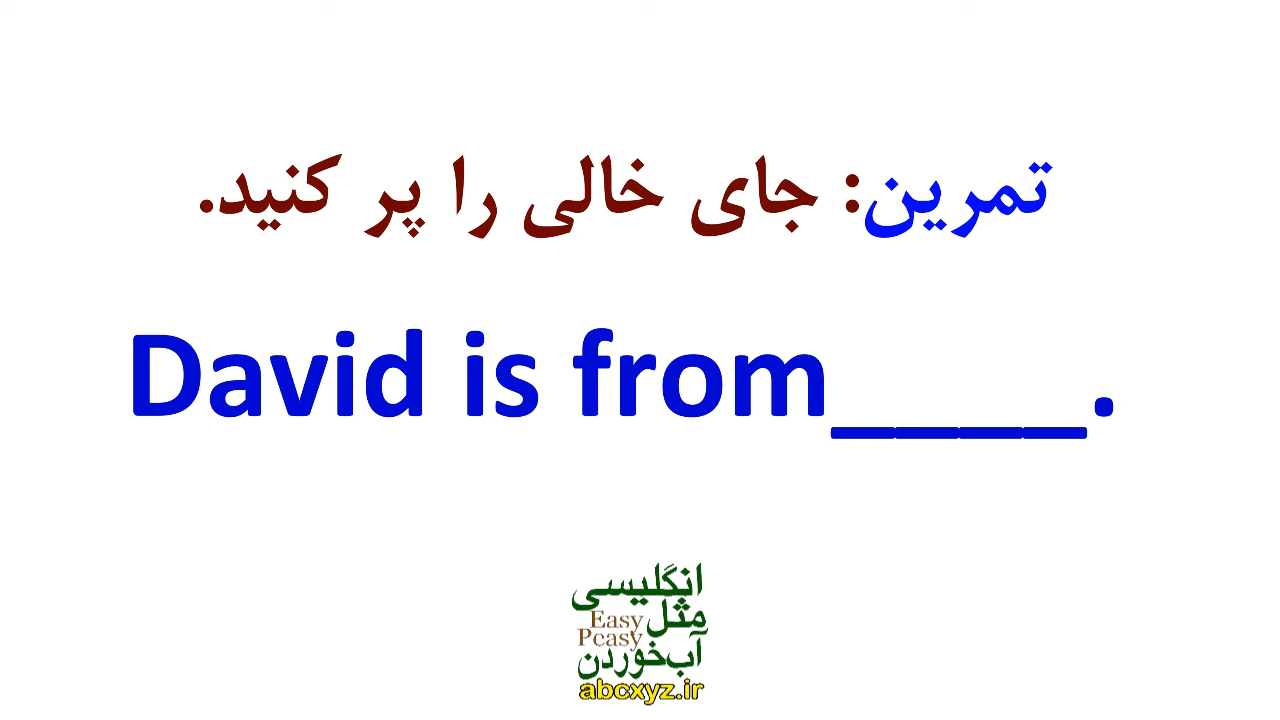 تمرین: جای خالی را پر کنید.
David is from____.
انگلیسی
مثل
Easy
Peasy
آب‌خوردن
abcxyz.ir